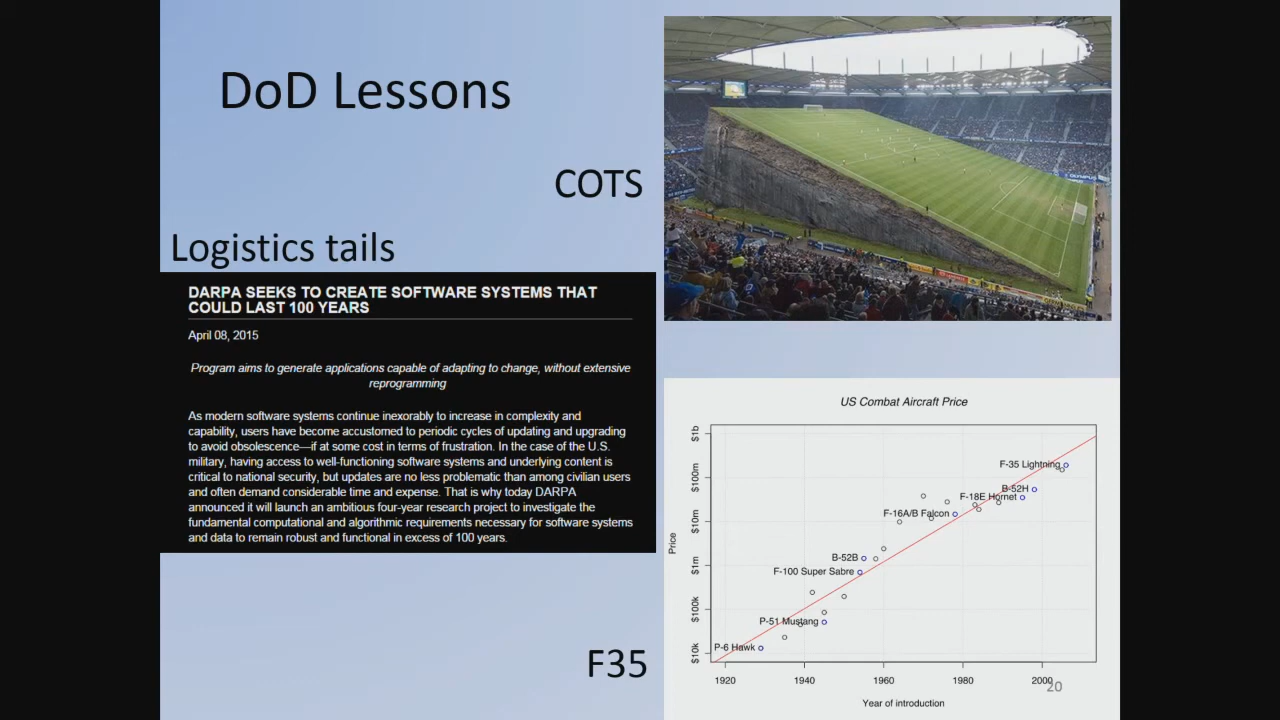 DoD Lessons
COTS
Logistics tails
DARPA SEEKS TO CREATE SOFTWARE SYSTEMS THAT
COULD LAST 100 YEARS
April 08, 2015
Program aims to generate applications capable of adapting to change, without extensive
reprogramming
As modern software systems continue inexorably to increase in complexity and
capability, users have become accustomed to periodic cycles of updating and upgrading
to avoid obsolescence—if at some cost in terms of frustration. In the case of the U.S.
military, having access to well-functioning software systems and underlying content is
critical to national security, but updates are no less problematic than among civilian users
and often demand considerable time and expense. That is why today DARPA
announced it will launch an ambitious four-year research project to investigate the
fundamental computational and algorithmic requirements necessary for software systems
and data to remain robust and functional in excess of 100 years.
F35
OLYMPUS
US Combat Aircraft Price
Price
$1b
$100m
$10m
$1m
$100k
$10k
F-35 Lightning
B-52H
F-18E Hornet
F-16A/B Falcon
B-52B
F-100 Super Sabre
P-51 Mustang
P-6 Hawk
1920 1940 1960 1980 2000
Year of introduction
20